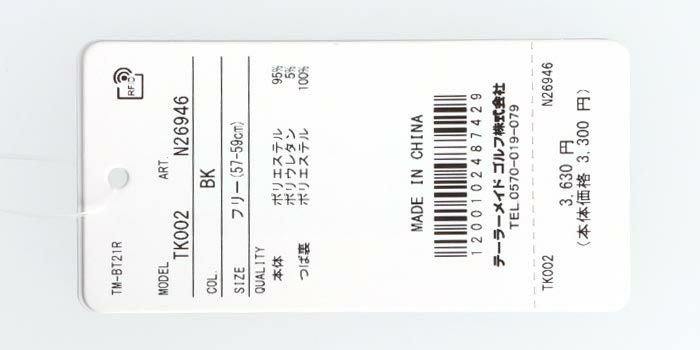 RFID
TM-BT21R
MODEL ART.
TK002 N26946
COL. BK
SIZE フリー(57-59cm)
QUALITY
本体 ポリエステル 95%
ポリウレタン 5%
つば裏 ポリエステル 100%
MADE IN CHINA
1200102487429
テーラーメイド ゴルフ株式会社
TEL 0570-019-079
TK002 N26946
3,630 円
(本体価格 3,300 円)